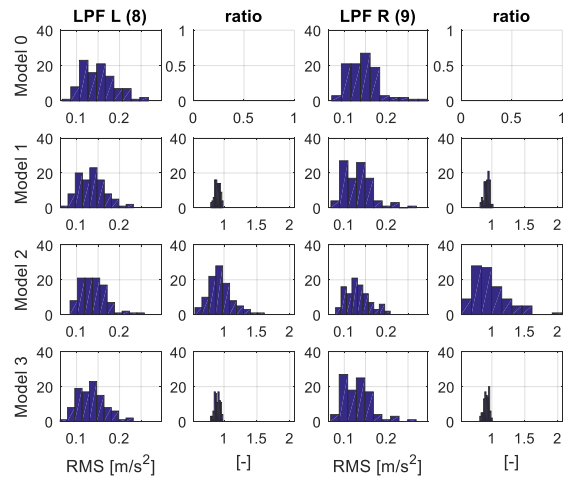 LPF L (8) ratio LPF R (9) ratio
Model 0
40 1 40 1
20 0.5 20 0.5
0 0 0 0
0.1 0.2 0 0.5 1 0.1 0.2 0 0.5 1
Model 1
40 40 40 40
20 20 20 20
0 0 0 0
0.1 0.2 1 1.5 2 0.1 0.2 1 1.5 2
Model 2
40 40 40 40
20 20 20 20
0 0 0 0
0.1 0.2 1 1.5 2 0.1 0.2 1 1.5 2
Model 3
40 40 40 40
20 20 20 20
0 0 0 0
0.1 0.2 1 1.5 2 0.1 0.2 1 1.5 2
RMS [m/s²] [-] RMS [m/s²] [-]